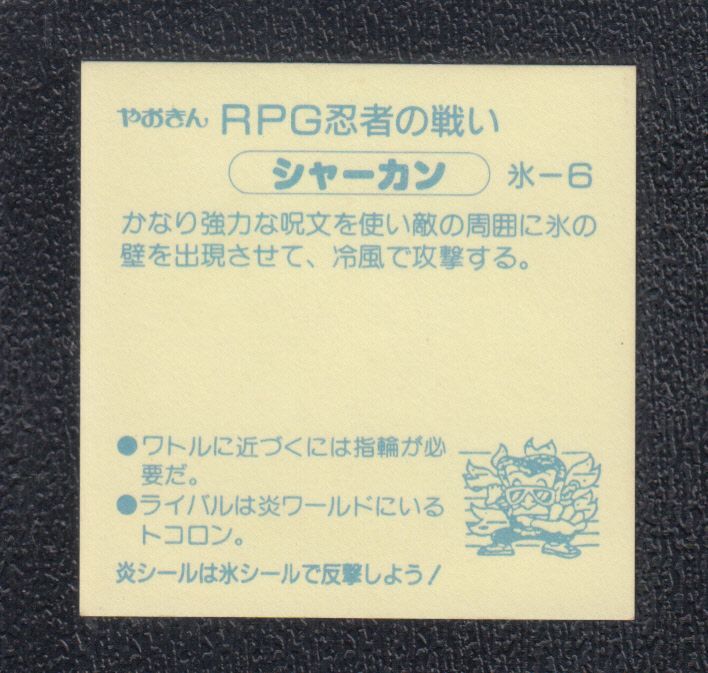 やおきん RPG忍者の戦い
シャーカン 氷－6
かなり強力な呪文を使い敵の周囲に氷の
壁を出現させて、冷風で攻撃する。
●ワトルに近づくには指輪が必
要だ。
●ライバルは炎ワールドにいる
トコロン。
炎シールは氷シールで反撃しよう！